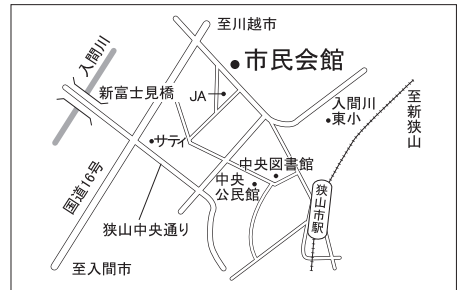 至川越市
市民会館
入間川
新富士見橋
JA
入間川
東小
至新狭山
サティ
中央図書館
中央
公民館
国道16号
狭山中央通り
狭山市駅
至入間市